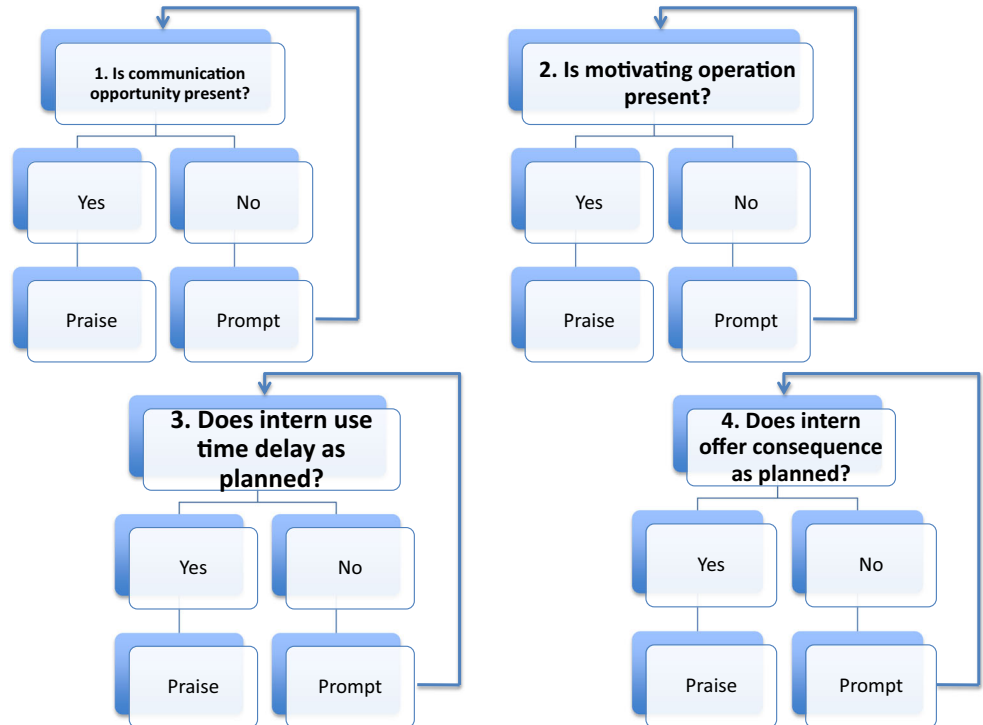 1. Is communication
opportunity present?
Yes
No
Praise
Prompt
2. Is motivating operation
present?
Yes
No
Praise
Prompt
3. Does intern use
time delay as
planned?
Yes
No
Praise
Prompt
4. Does intern
offer consequence
as planned?
Yes
No
Praise
Prompt